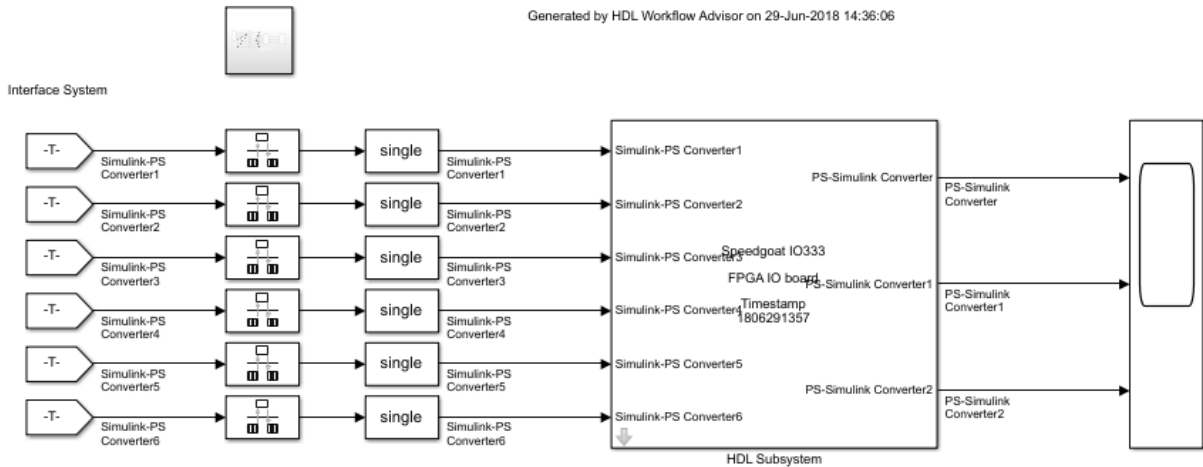 Generated by HDL Workflow Advisor on 29-Jun-2018 14:36:06
Interface System
-T-
Simulink-PS
Converter1
single
Simulink-PS
Converter1
Simulink-PS Converter1
PS-Simulink Converter
PS-Simulink
Converter
-T-
Simulink-PS
Converter2
single
Simulink-PS
Converter2
Simulink-PS Converter2
-T-
Simulink-PS
Converter3
single
Simulink-PS
Converter3
Simulink-PS Converter3
Speedgoat IO333
FPGA IO board
PS-Simulink Converter1
PS-Simulink
Converter1
-T-
Simulink-PS
Converter4
single
Simulink-PS
Converter4
Simulink-PS Converter4
Timestamp
1806291357
-T-
Simulink-PS
Converter5
single
Simulink-PS
Converter5
Simulink-PS Converter5
PS-Simulink Converter2
PS-Simulink
Converter2
-T-
Simulink-PS
Converter6
single
Simulink-PS
Converter6
Simulink-PS Converter6
HDL Subsystem